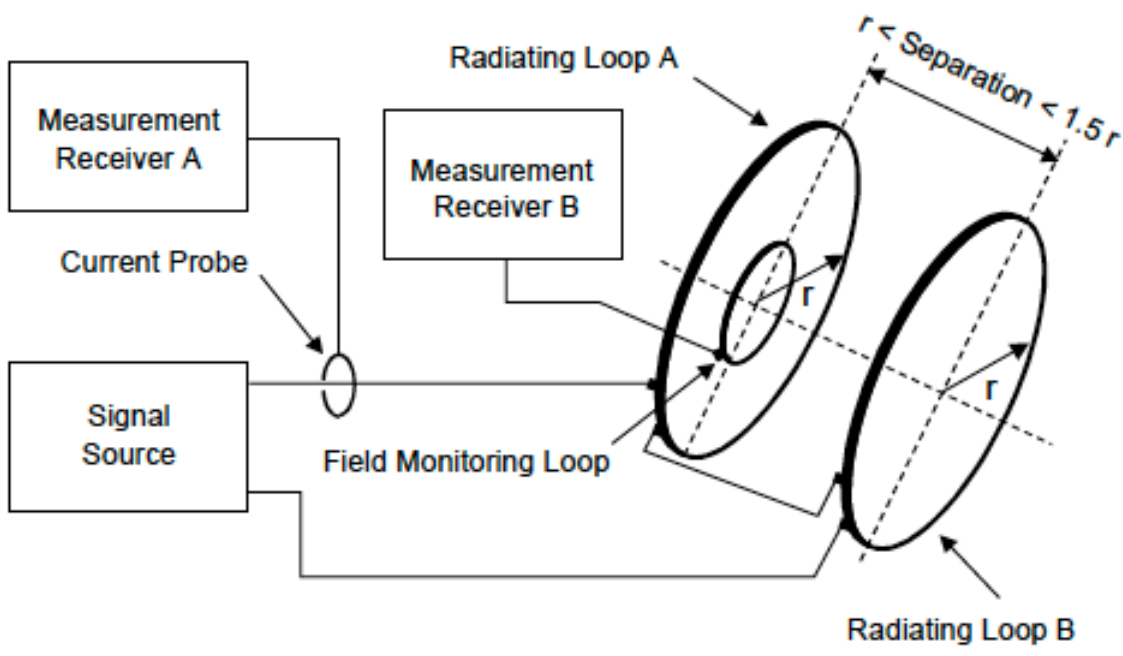 r < Separation < 1.5 r
Radiating Loop A
Measurement
Receiver A
Measurement
Receiver B
Current Probe
r
r
Signal
Source
Field Monitoring Loop
Radiating Loop B